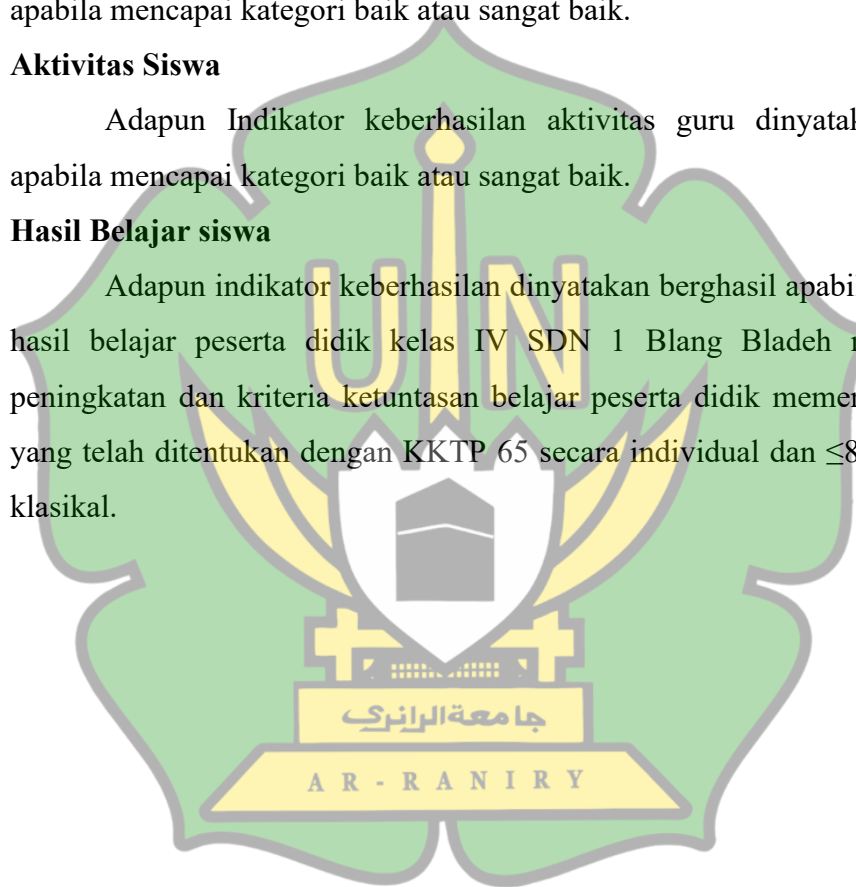 apabila mencapai kategori baik atau sangat baik.
Aktivitas Siswa
Adapun Indikator keberhasilan aktivitas guru dinyatak
apabila mencapai kategori baik atau sangat baik.
Hasil Belajar siswa
Adapun indikator keberhasilan dinyatakan berghasil apabi
hasil belajar peserta didik kelas IV SDN 1 Blang Bladeh
peningkatan dan kriteria ketuntasan belajar peserta didik memen
yang telah ditentukan dengan KKTP 65 secara individual dan ≤8
klasikal.
UIN
جامعةالرانرى
AR-RANIRY